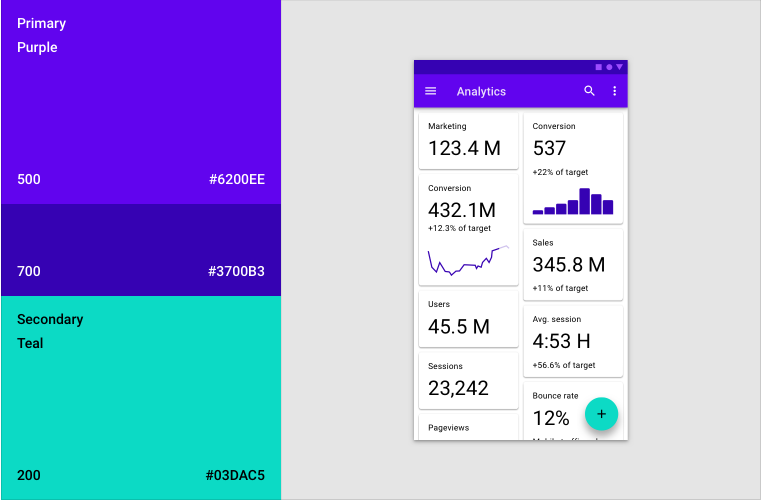 Primary
Purple
500 #6200EE
700 #3700B3
Secondary
Teal
200 #03DAC5
Analytics
Marketing
123.4 M
Conversion
432.1M
+12.3% of target
Users
45.5 M
Sessions
23,242
Pageviews
Conversion
537
+22% of target
Sales
345.8 M
+11% of target
Avg. session
4:53 H
+56.6% of target
Bounce rate
12%
+